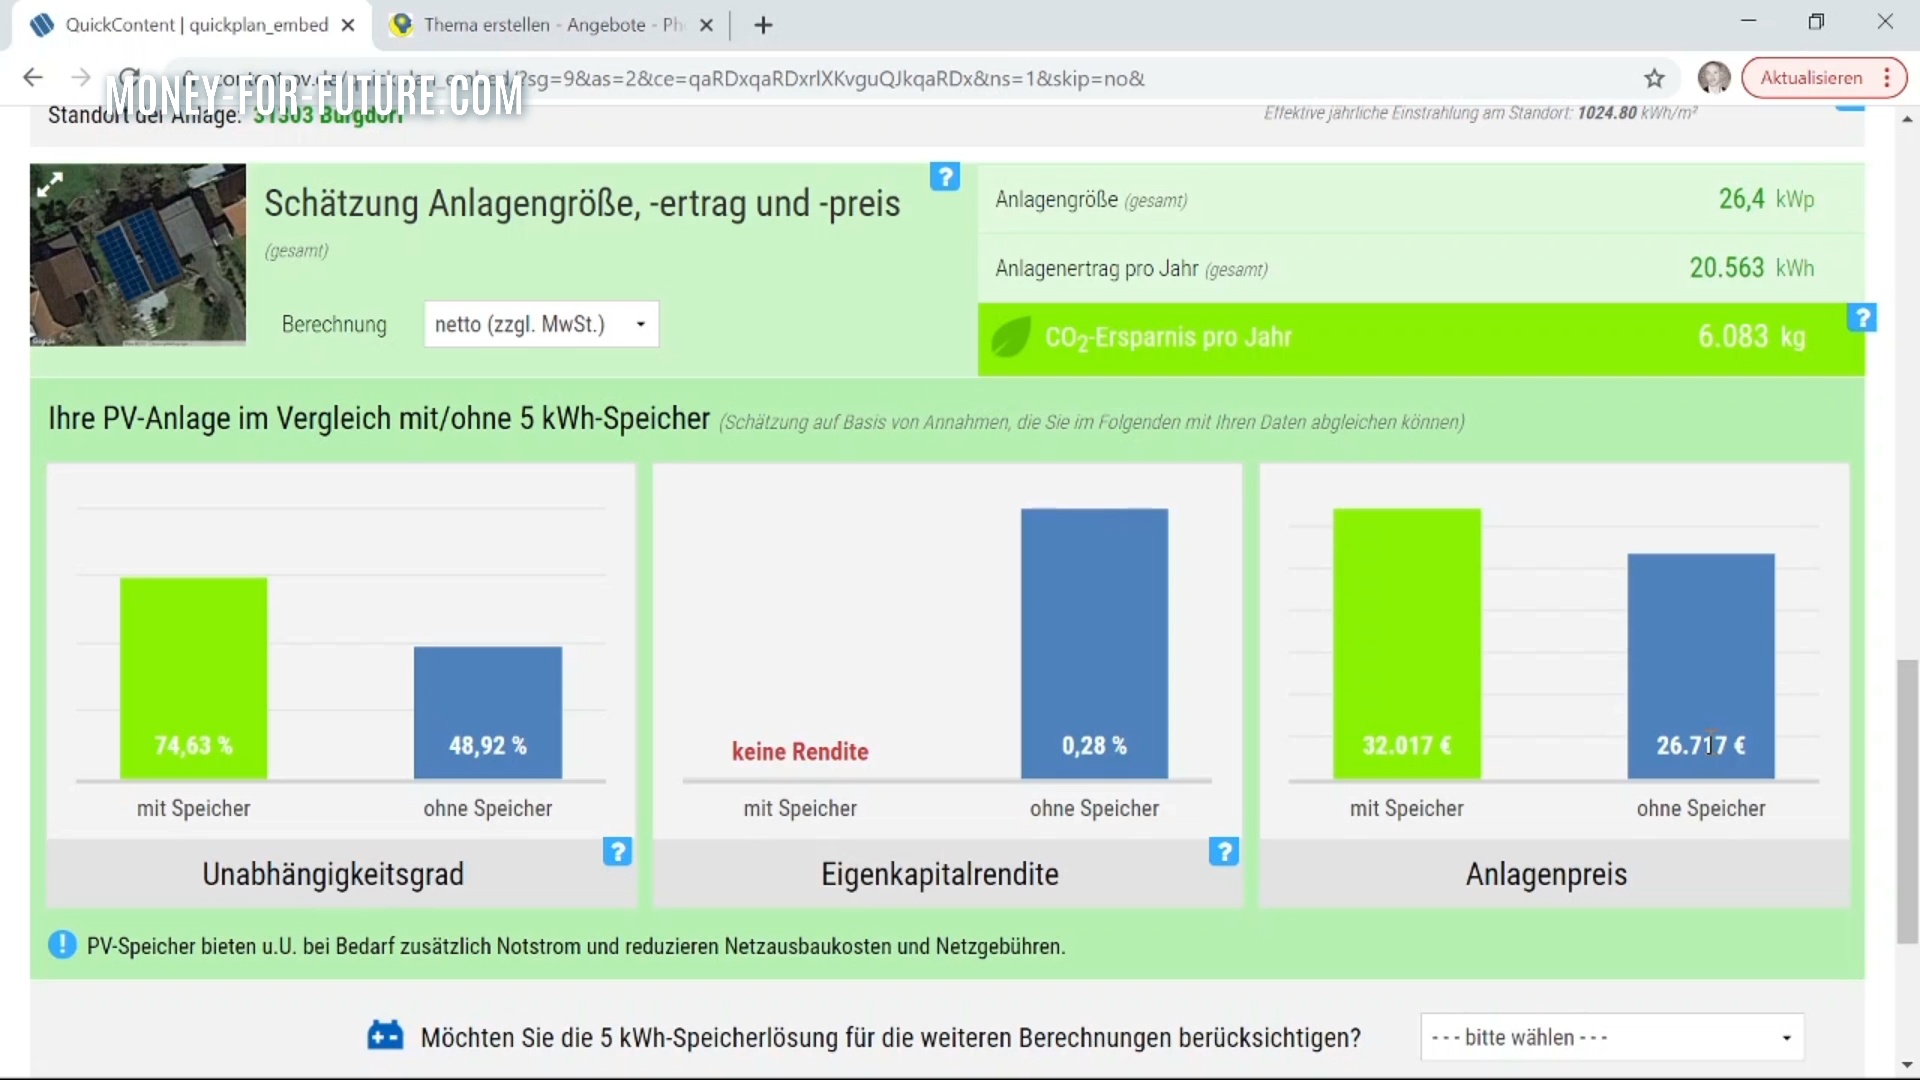 QuickContent | quickplan_embed
Thema erstellen - Angebote - Ph
?sg=9&as=2&ce=qaRDxqaRDxrlXKvguQJkqaRDx&ns=1&skip=no&
Aktualisieren
MONEY-FOR-FUTURE.COM
Standort der Anlage: 31303 Burgdorf
Effektive jährliche Einstrahlung am Standort: 1024.80 kWh/m²
Schätzung Anlagengröße, -ertrag und -preis
(gesamt)
?
Berechnung
netto (zzgl. MwSt.)
Anlagengröße (gesamt)
26,4 kWp
Anlagenertrag pro Jahr (gesamt)
20.563 kWh
CO₂-Ersparnis pro Jahr
6.083 kg
?
Ihre PV-Anlage im Vergleich mit/ohne 5 kWh-Speicher (Schätzung auf Basis von Annahmen, die Sie im Folgenden mit Ihren Daten abgleichen können)
74,63 %
48,92 %
mit Speicher
ohne Speicher
Unabhängigkeitsgrad
?
keine Rendite
0,28 %
mit Speicher
ohne Speicher
Eigenkapitalrendite
?
32.017 €
26.717 €
mit Speicher
ohne Speicher
Anlagenpreis
! PV-Speicher bieten u.U. bei Bedarf zusätzlich Notstrom und reduzieren Netzausbaukosten und Netzgebühren.
Möchten Sie die 5 kWh-Speicherlösung für die weiteren Berechnungen berücksichtigen?
- - - bitte wählen - - -